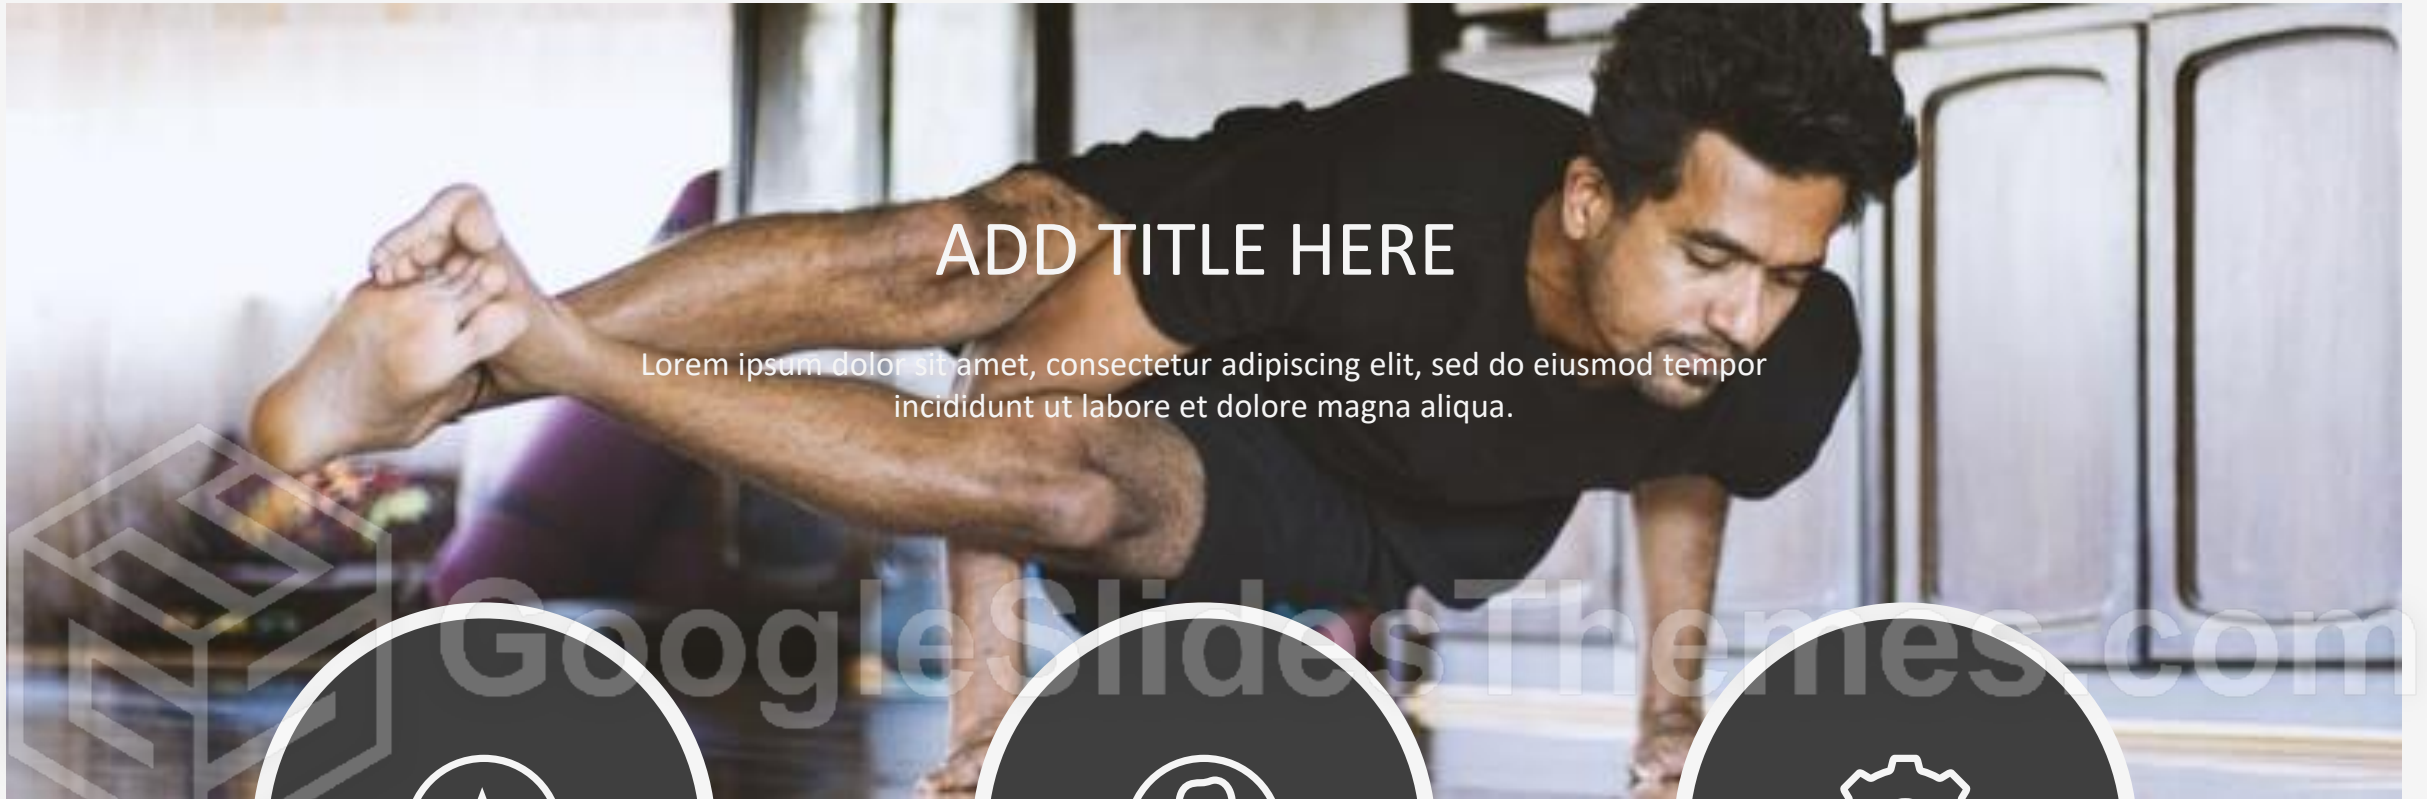 ADD TITLE HERE
Lorem ipsum dolor sit amet, consectetur adipiscing elit, sed do eiusmod tempor
incididunt ut labore et dolore magna aliqua.
GoogleSlidesThemes.com